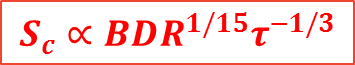 S_c ∝ BDR^{1/15} τ^{-1/3}